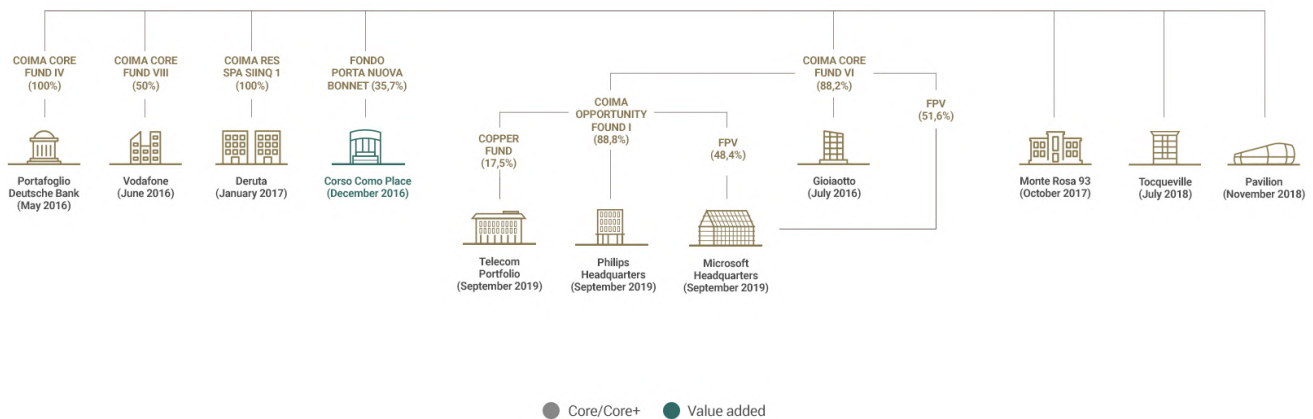 COIMA CORE
FUND IV
(100%)
COIMA CORE
FUND VIII
(50%)
COIMA RES
SPA SIINQ 1
(100%)
FONDO
PORTA NUOVA
BONNET (35,7%)
COIMA CORE
FUND VI
(88,2%)
COIMA
OPPORTUNITY
FOUND I
(88,8%)
FPV
(51,6%)
COPPER
FUND
(17,5%)
FPV
(48,4%)
Portafoglio
Deutsche Bank
(May 2016)
Vodafone
(June 2016)
Deruta
(January 2017)
Corso Como Place
(December 2016)
Gioiaotto
(July 2016)
Monte Rosa 93
(October 2017)
Tocqueville
(July 2018)
Pavilion
(November 2018)
Telecom
Portfolio
(September 2019)
Philips
Headquarters
(September 2019)
Microsoft
Headquarters
(September 2019)
Core/Core+
Value added